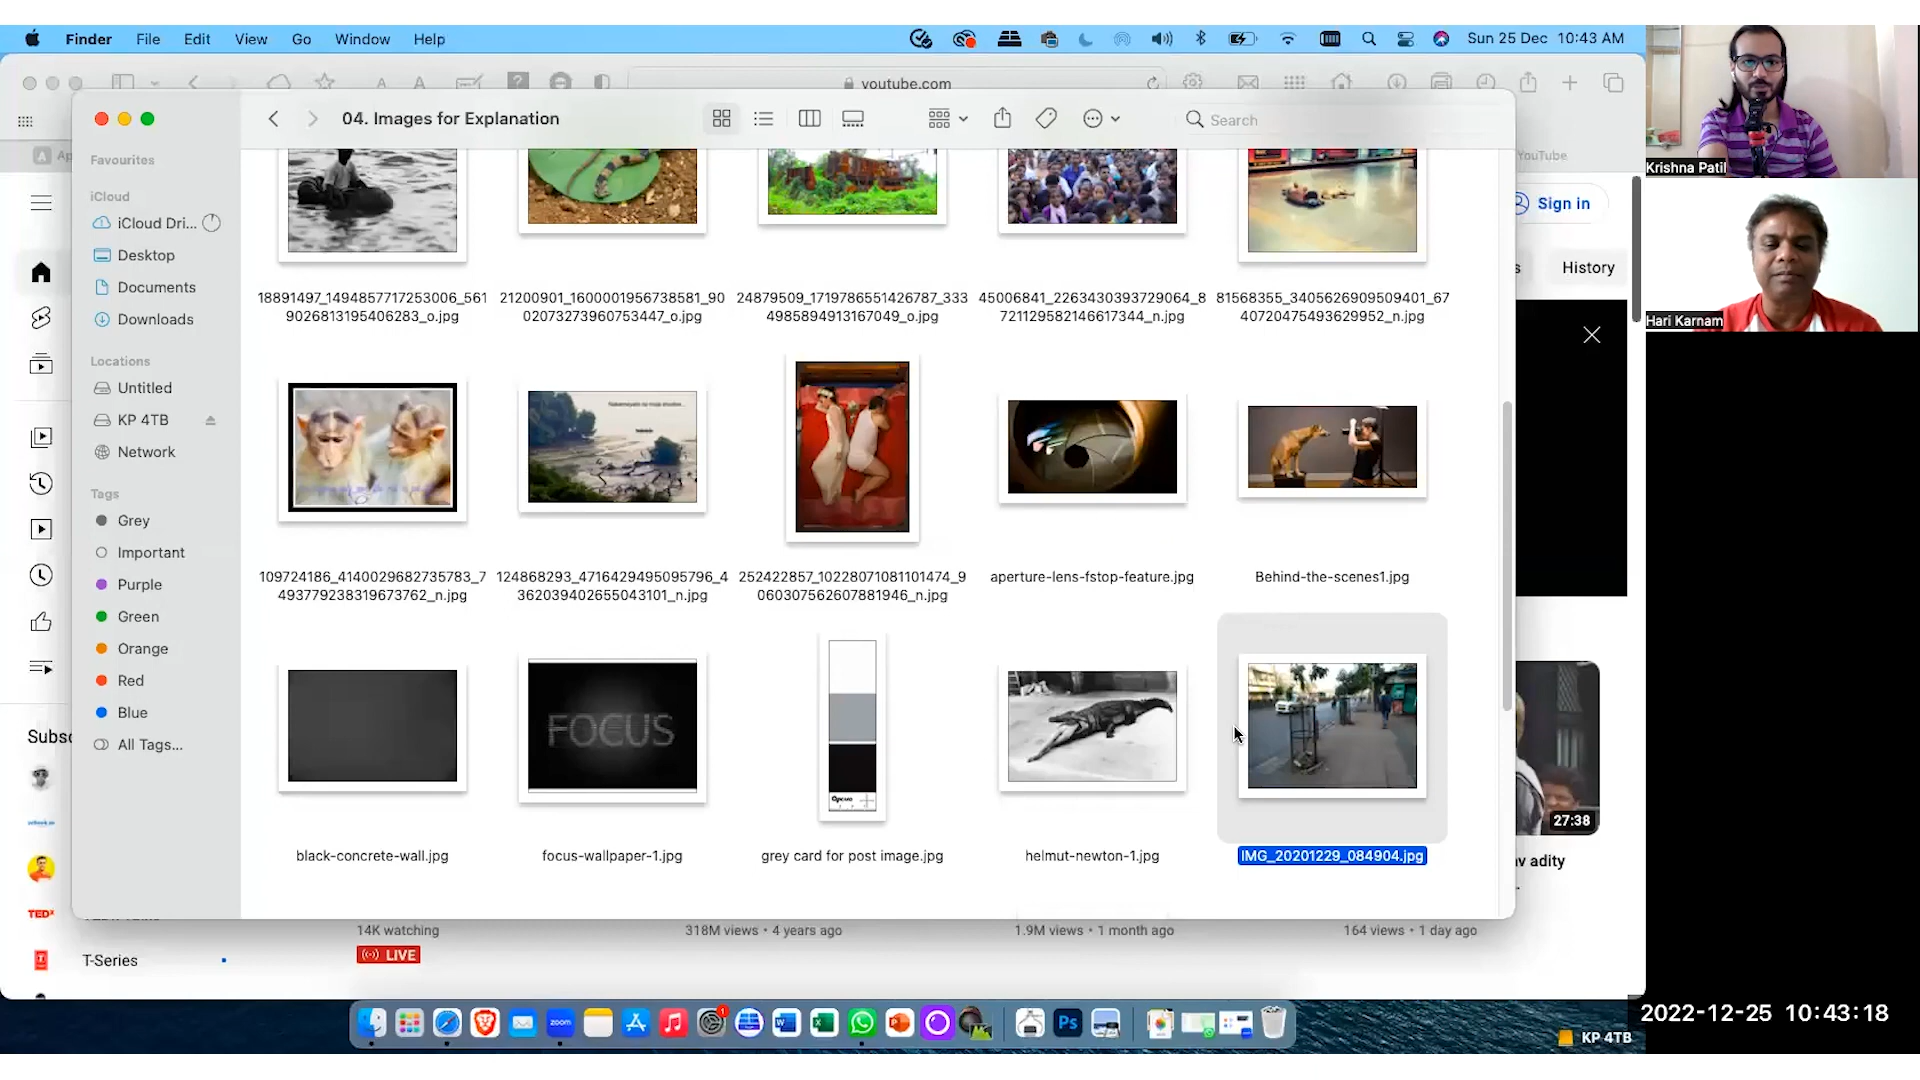 Finder File Edit View Go Window Help
Sun 25 Dec 10:43 AM
youtube.com
04. Images for Explanation
Search
Favourites
iCloud
iCloud Dri...
Desktop
Documents
Downloads
Locations
Untitled
KP 4TB
Network
Tags
Grey
Important
Purple
Green
Orange
Red
Blue
All Tags...
18891497_1494857717253006_561
9026813195406283_o.jpg
21200901_1600001956738581_90
02073273960753447_o.jpg
24879509_1719786551426787_333
4985894913167049_o.jpg
45006841_2263430393729064_8
721129582146617344_n.jpg
81568355_3405626909509401_67
40720475493629952_n.jpg
109724186_4140029682735783_7
493779238319673762_n.jpg
124868293_4716429495095796_4
362039402655043101_n.jpg
252422857_10228071081101474_9
060307562607881946_n.jpg
aperture-lens-fstop-feature.jpg
Behind-the-scenes1.jpg
FOCUS
black-concrete-wall.jpg
focus-wallpaper-1.jpg
grey card for post image.jpg
helmut-newton-1.jpg
IMG_20201229_084904.jpg
YouTube
Sign in
History
27:38
TEDx
T-Series
14K watching
LIVE
318M views • 4 years ago
1.9M views • 1 month ago
164 views • 1 day ago
zoom
Ps
KP 4TB
Krishna Patil
Hari Karnam
2022-12-25 10:43:18